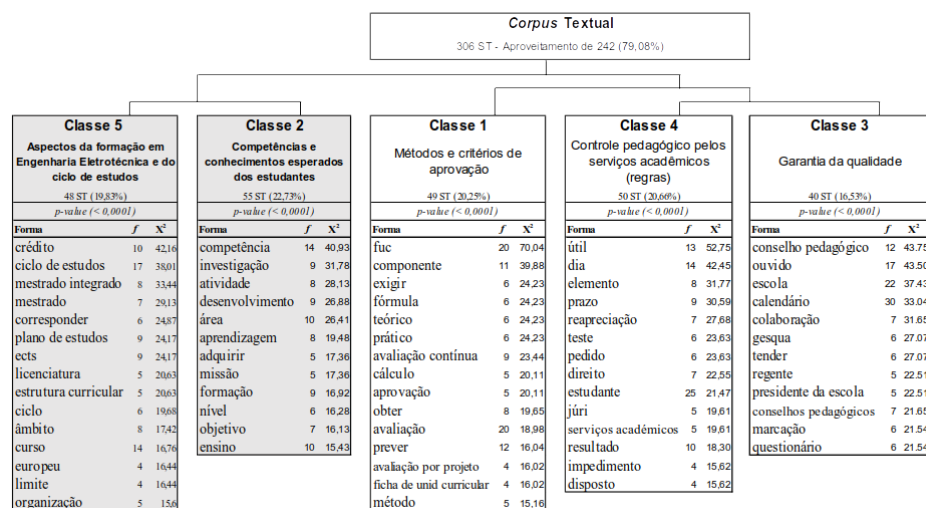 Corpus Textual
306 ST - Aproveitamento de 242 (79,08%)
Classe 5
Aspectos da formação em
Engenharia Eletrotécnica e do
ciclo de estudos
48 ST (19,83%)
p-value (< 0,0001)
Forma f X²
crédito 10 42,16
ciclo de estudos 17 38,01
mestrado integrado 8 33,44
mestrado 7 29,13
corresponder 6 24,87
plano de estudos 9 24,17
ects 9 24,17
licenciatura 5 20,63
estrutura curricular 5 20,63
ciclo 6 19,68
âmbito 8 17,42
curso 14 16,76
europeu 4 16,44
limite 4 16,44
organização 5 15,6
Classe 2
Competências e
conhecimentos esperados
dos estudantes
55 ST (22,73%)
p-value (< 0,0001)
Forma f X²
competência 14 40,93
investigação 9 31,78
atividade 8 28,13
desenvolvimento 9 26,88
área 10 26,41
aprendizagem 8 19,48
adquirir 5 17,36
missão 5 17,36
formação 9 16,92
nível 6 16,28
objetivo 7 16,13
ensino 10 15,43
Classe 1
Métodos e critérios de
aprovação
49 ST (20,25%)
p-value (< 0,0001)
Forma f X²
fuc 20 70,04
componente 11 39,88
exigir 6 24,23
fórmula 6 24,23
teórico 6 24,23
prático 6 24,23
avaliação contínua 9 23,44
cálculo 5 20,11
aprovação 5 20,11
obter 8 19,65
avaliação 20 18,98
prever 12 16,04
avaliação por projeto 4 16,02
ficha de unid curricular 4 16,02
método 5 15,16
Classe 4
Controle pedagógico pelos
serviços acadêmicos
(regras)
50 ST (20,66%)
p-value (< 0,0001)
Forma f X²
útil 13 52,75
dia 14 42,45
elemento 8 31,77
prazo 9 30,59
reapreciação 7 27,68
teste 6 23,63
pedido 6 23,63
direito 7 22,55
estudante 25 21,47
júri 5 19,61
serviços acadêmicos 5 19,61
resultado 10 18,30
impedimento 4 15,62
disposto 4 15,62
Classe 3
Garantia da qualidade
40 ST (16,53%)
p-value (< 0,0001)
Forma f X²
conselho pedagógico 12 43.75
ouvido 17 43.50
escola 22 37.43
calendário 30 33.04
colaboração 7 31.65
gesqua 6 27.07
tender 6 27.07
regente 5 22.51
presidente da escola 5 22.51
conselhos pedagógicos 7 21.65
marcação 6 21.54
questionário 6 21.54